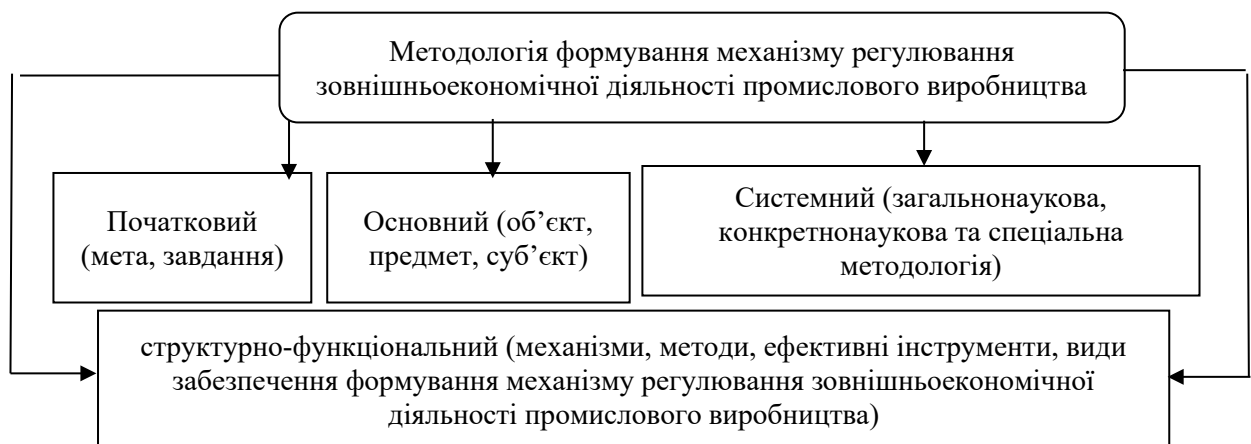 Методологія формування механізму регулювання
зовнішньоекономічної діяльності промислового виробництва
Початковий
(мета, завдання)
Основний (об’єкт,
предмет, суб’єкт)
Системний (загальнонаукова,
конкретнонаукова та спеціальна
методологія)
структурно-функціональний (механізми, методи, ефективні інструменти, види
забезпечення формування механізму регулювання зовнішньоекономічної
діяльності промислового виробництва)